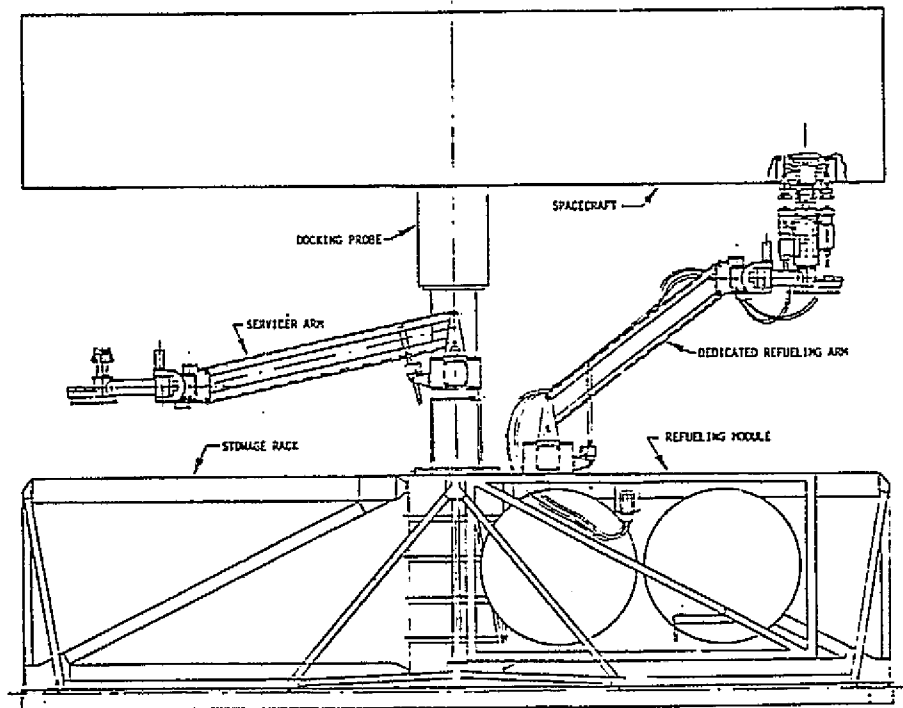 SPACECRAFT
DOCKING PROBE
SERVICER ARM
DEDICATED REFUELING ARM
STORAGE RACK
REFUELING MODULE